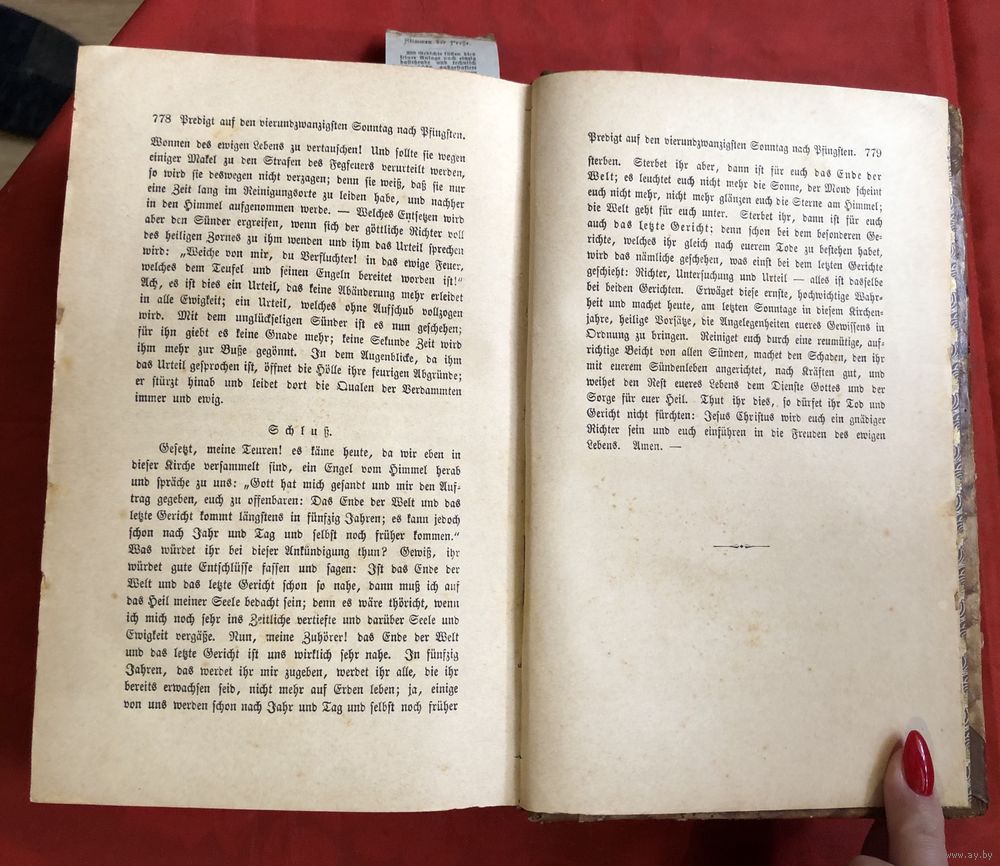 Stimmen der Presse.
778 Predigt auf den vierundzwanzigsten Sonntag nach Pfingsten.
Wonnen des ewigen Lebens zu vertauschen! Und sollte sie wegen
einiger Makel zu den Strafen des Fegfeuers verurteilt werden,
so wird sie deswegen nicht verzagen; denn sie weiß, daß sie nur
eine Zeit lang im Reinigungsorte zu leiden habe, und nachher
in den Himmel aufgenommen werde. — Welches Entsetzen wird
aber den Sünder ergreifen, wenn sich der göttliche Richter voll
des heiligen Zornes zu ihm wenden und ihm das Urteil sprechen
wird: „Weiche von mir, du Verfluchter! in das ewige Feuer,
welches dem Teufel und seinen Engeln bereitet worden ist!“
Ach, es ist dies ein Urteil, das keine Abänderung mehr erleidet
in alle Ewigkeit; ein Urteil, welches ohne Aufschub vollzogen
wird. Mit dem unglückseligen Sünder ist es nun geschehen;
für ihn giebt es keine Gnade mehr; keine Sekunde Zeit wird
ihm mehr zur Buße gegönnt. In dem Augenblicke, da ihm
das Urteil gesprochen ist, öffnet die Hölle ihre feurigen Abgründe;
er stürzt hinab und leidet dort die Qualen der Verdammten
immer und ewig.
Schluß.
Gesetzt, meine Teuren! es käme heute, da wir eben in
dieser Kirche versammelt sind, ein Engel vom Himmel herab
und spräche zu uns: „Gott hat mich gesandt und mir den Auf-
trag gegeben, euch zu offenbaren: Das Ende der Welt und das
letzte Gericht kommt längstens in fünfzig Jahren; es kann jedoch
schon nach Jahr und Tag und selbst noch früher kommen.“
Was würdet ihr bei dieser Ankündigung thun? Gewiß, ihr
würdet gute Entschlüsse fassen und sagen: Ist das Ende der
Welt und das letzte Gericht schon so nahe, dann muß ich auf
das Heil meiner Seele bedacht sein; denn es wäre thöricht, wenn
ich mich noch sehr ins Zeitliche vertiefte und darüber Seele und
Ewigkeit vergäße. Nun, meine Zuhörer! das Ende der Welt
und das letzte Gericht ist uns wirklich sehr nahe. In fünfzig
Jahren, das werdet ihr mir zugeben, werdet ihr alle, die ihr
bereits erwachsen seid, nicht mehr auf Erden leben; ja, einige
von uns werden schon nach Jahr und Tag und selbst noch früher
Predigt auf den vierundzwanzigsten Sonntag nach Pfingsten. 779
sterben. Sterbet ihr aber, dann ist für euch das Ende der
Welt; es leuchtet euch nicht mehr die Sonne, der Mond scheint
euch nicht mehr, nicht mehr glänzen euch die Sterne am Himmel;
die Welt geht für euch unter. Sterbet ihr, dann ist für euch
auch das letzte Gericht; denn schon bei dem besonderen Ge-
richte, welches ihr gleich nach euerem Tode zu bestehen habet,
wird das nämliche geschehen, was einst bei dem letzten Gerichte
geschieht: Richter, Untersuchung und Urteil — alles ist dasselbe
bei beiden Gerichten. Erwäget diese ernste, hochwichtige Wahr-
heit und machet heute, am letzten Sonntage in diesem Kirchen-
jahre, heilige Vorsätze, die Angelegenheiten eueres Gewissens in
Ordnung zu bringen. Reiniget euch durch eine reumütige, auf-
richtige Beicht von allen Sünden, machet den Schaden, den ihr
mit euerem Sündenleben angerichtet, nach Kräften gut, und
weihet den Rest eueres Lebens dem Dienste Gottes und der
Sorge für euer Heil. Thut ihr dies, so dürfet ihr Tod und
Gericht nicht fürchten: Jesus Christus wird euch ein gnädiger
Richter sein und euch einführen in die Freuden des ewigen
Lebens. Amen. —
www.ay.by